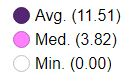 Avg. (11.51)
Med. (3.82)
Min. (0.00)